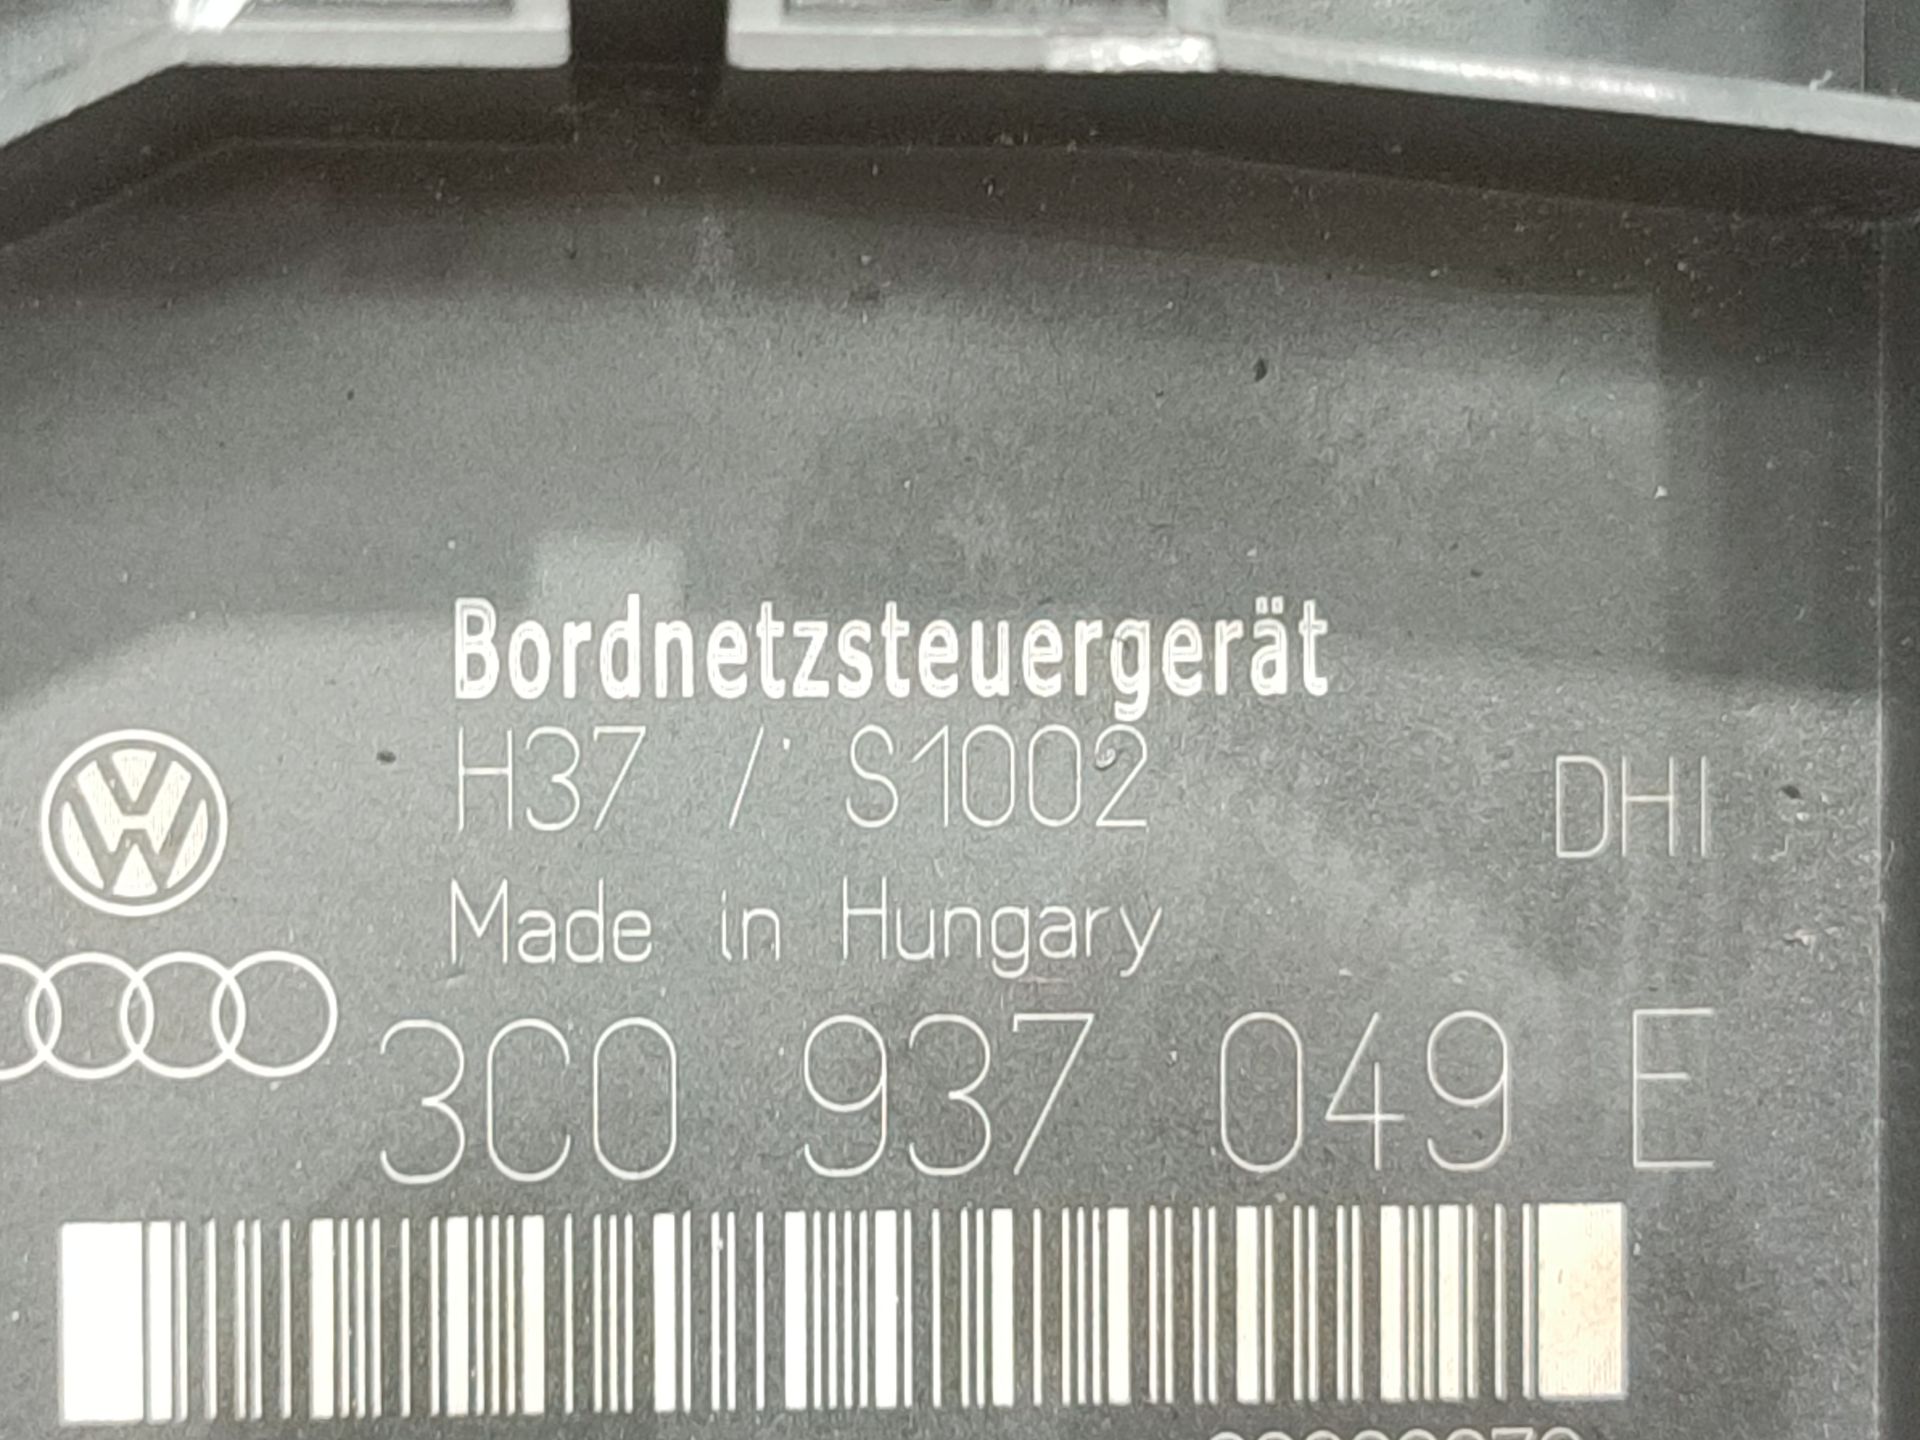 Bordnetzsteuergerät
H37 / S1002 DHI
Made in Hungary
3C0 937 049 E